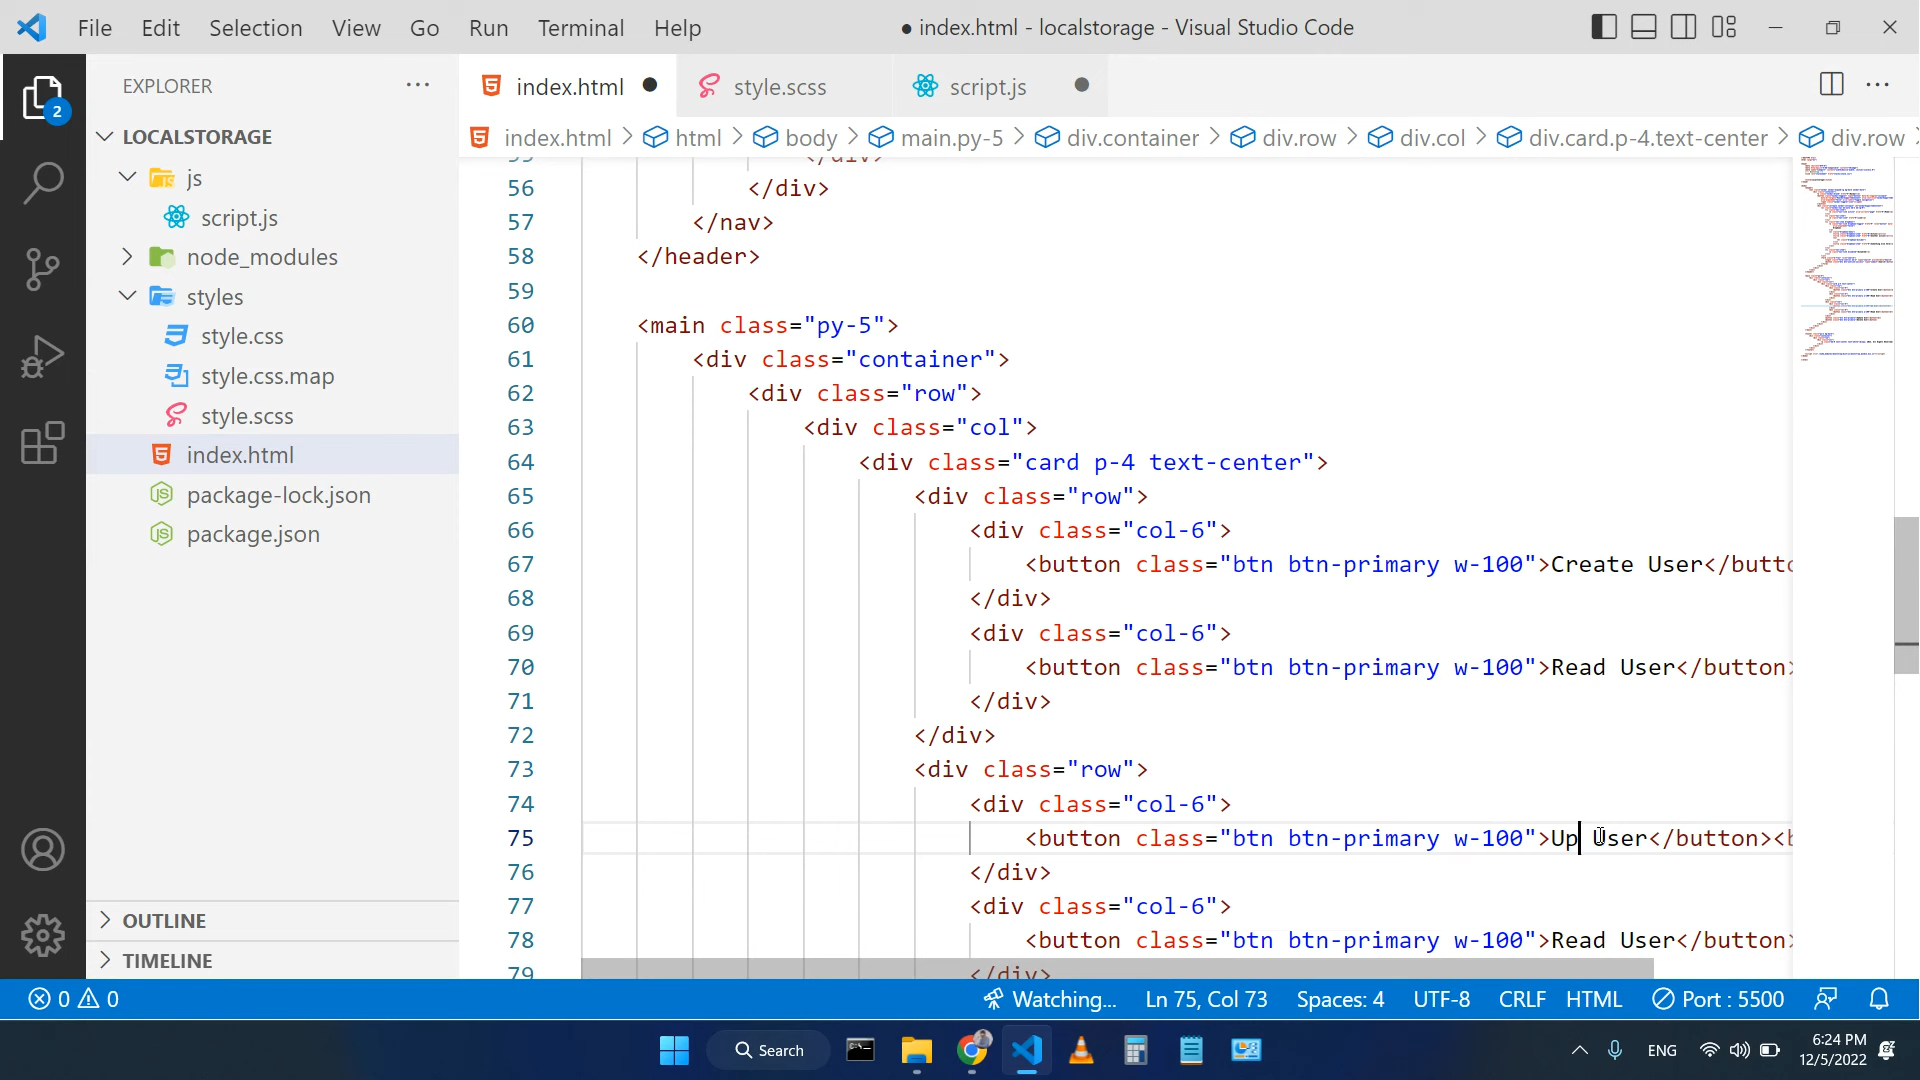 File Edit Selection View Go Run Terminal Help
● index.html - localstorage - Visual Studio Code
EXPLORER
index.html
style.scss
script.js
2
LOCALSTORAGE
index.html > html > body > main.py-5 > div.container > div.row > div.col > div.card.p-4.text-center > div.row
js
script.js
node_modules
styles
style.css
style.css.map
style.scss
index.html
package-lock.json
package.json
OUTLINE
TIMELINE
55 </div>
56 </div>
57 </nav>
58 </header>
59
60 <main class="py-5">
61 <div class="container">
62 <div class="row">
63 <div class="col">
64 <div class="card p-4 text-center">
65 <div class="row">
66 <div class="col-6">
67 <button class="btn btn-primary w-100">Create User</butto
68 </div>
69 <div class="col-6">
70 <button class="btn btn-primary w-100">Read User</button>
71 </div>
72 </div>
73 <div class="row">
74 <div class="col-6">
75 <button class="btn btn-primary w-100">Up User</button><b
76 </div>
77 <div class="col-6">
78 <button class="btn btn-primary w-100">Read User</button>
79 </div>
0 0 Watching... Ln 75, Col 73 Spaces: 4 UTF-8 CRLF HTML Port : 5500
Search
ENG
6:24 PM
12/5/2022